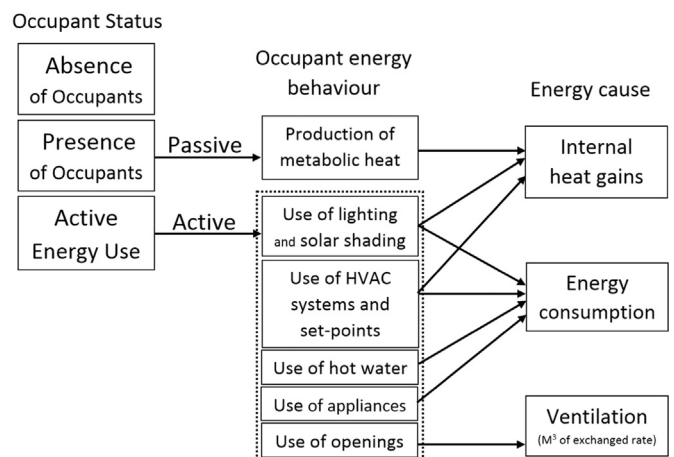 Occupant Status
Absence
of Occupants
Presence
of Occupants
Active
Energy Use
Passive
Active
Occupant energy
behaviour
Production of
metabolic heat
Use of lighting
and solar shading
Use of HVAC
systems and
set-points
Use of hot water
Use of appliances
Use of openings
Energy cause
Internal
heat gains
Energy
consumption
Ventilation
(M³ of exchanged rate)